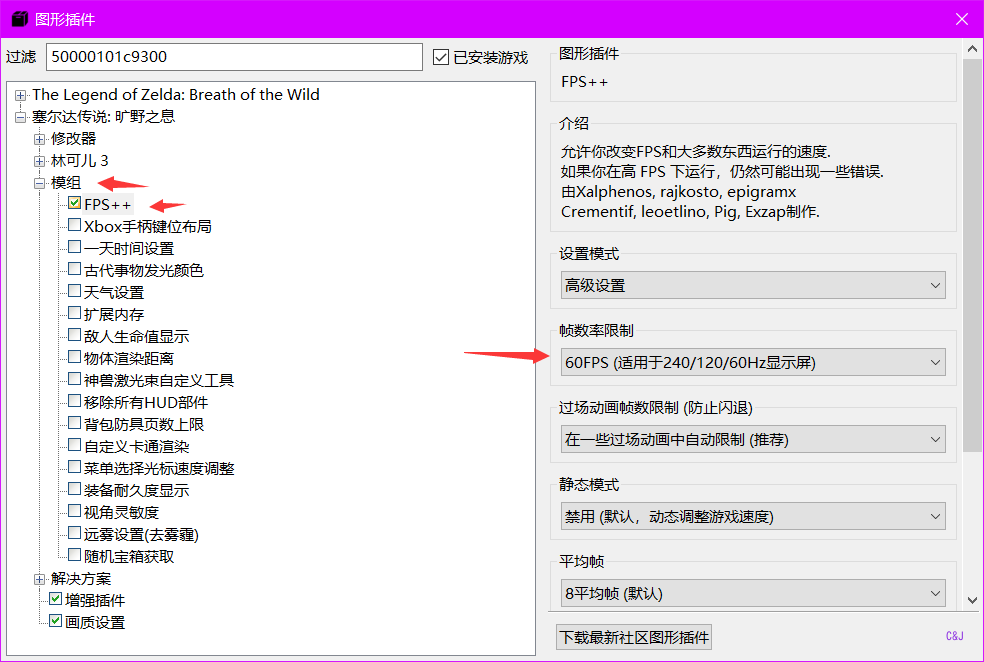 图形插件
过滤
50000101c9300
已安装游戏
The Legend of Zelda: Breath of the Wild
塞尔达传说: 旷野之息
修改器
林可儿 3
模组
FPS++
Xbox手柄键位布局
一天时间设置
古代事物发光颜色
天气设置
扩展内存
敌人生命值显示
物体渲染距离
神兽激光束自定义工具
移除所有HUD部件
背包防具页数上限
自定义卡通渲染
菜单选择光标速度调整
装备耐久度显示
视角灵敏度
远雾设置(去雾霾)
随机宝箱获取
解决方案
增强插件
画质设置
图形插件
FPS++
介绍
允许你改变FPS和大多数东西运行的速度.
如果你在高 FPS 下运行，仍然可能出现一些错误.
由Xalphenos, rajkosto, epigramx
Crementif, leoetlino, Pig, Exzap制作.
设置模式
高级设置
帧数率限制
60FPS (适用于240/120/60Hz显示屏)
过场动画帧数限制 (防止闪退)
在一些过场动画中自动限制 (推荐)
静态模式
禁用 (默认，动态调整游戏速度)
平均帧
8平均帧 (默认)
下载最新社区图形插件
C&J